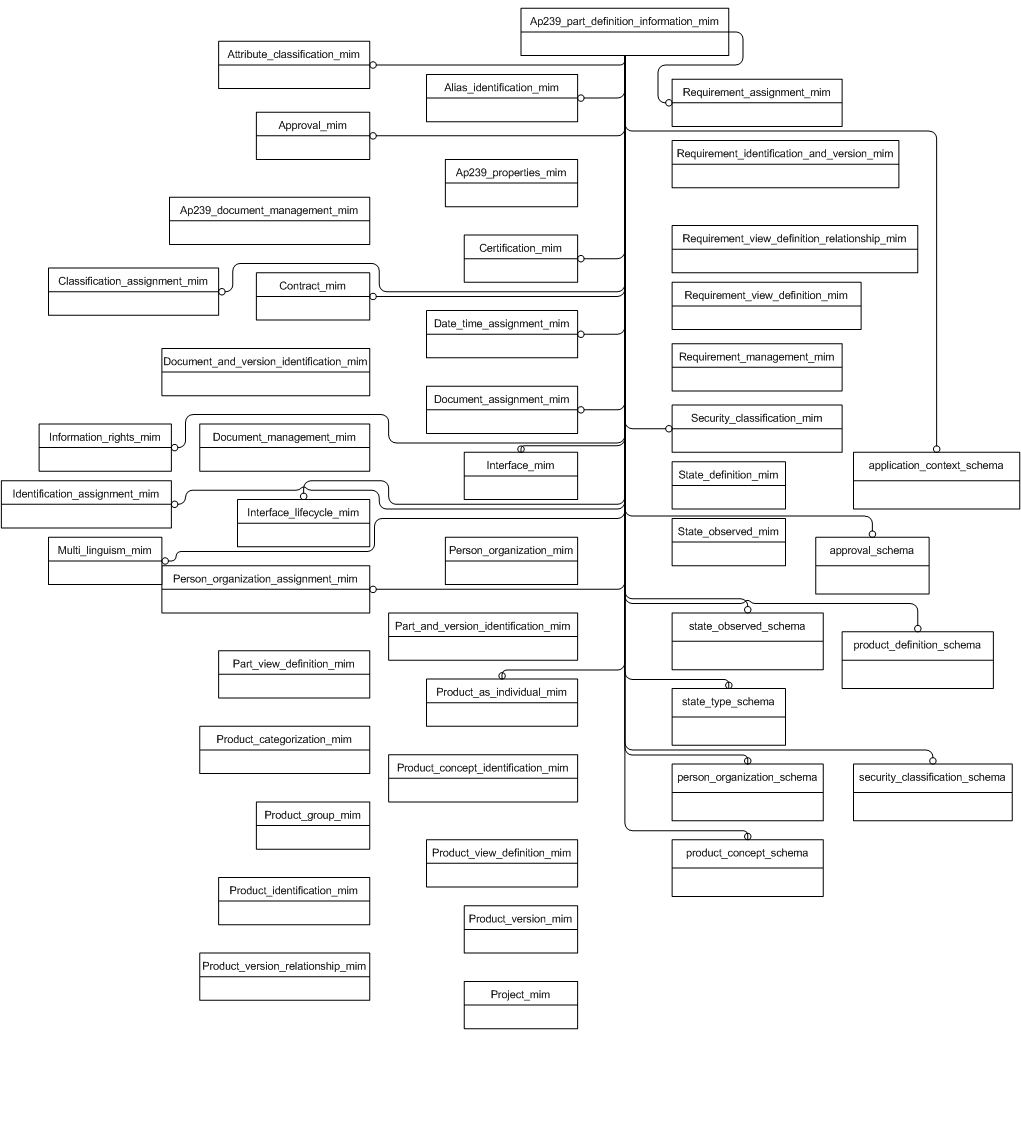 Ap239_part_definition_information_mim
Attribute_classification_mim
Alias_identification_mim
Requirement_assignment_mim
Approval_mim
Requirement_identification_and_version_mim
Ap239_properties_mim
Ap239_document_management_mim
Requirement_view_definition_relationship_mim
Certification_mim
Classification_assignment_mim
Contract_mim
Requirement_view_definition_mim
Date_time_assignment_mim
Requirement_management_mim
Document_and_version_identification_mim
Document_assignment_mim
Security_classification_mim
Information_rights_mim
Document_management_mim
Interface_mim
application_context_schema
State_definition_mim
Identification_assignment_mim
Interface_lifecycle_mim
State_observed_mim
Multi_linguism_mim
Person_organization_mim
approval_schema
Person_organization_assignment_mim
Part_and_version_identification_mim
state_observed_schema
product_definition_schema
Part_view_definition_mim
Product_as_individual_mim
state_type_schema
Product_categorization_mim
Product_concept_identification_mim
person_organization_schema
security_classification_schema
Product_group_mim
Product_view_definition_mim
product_concept_schema
Product_identification_mim
Product_version_mim
Product_version_relationship_mim
Project_mim